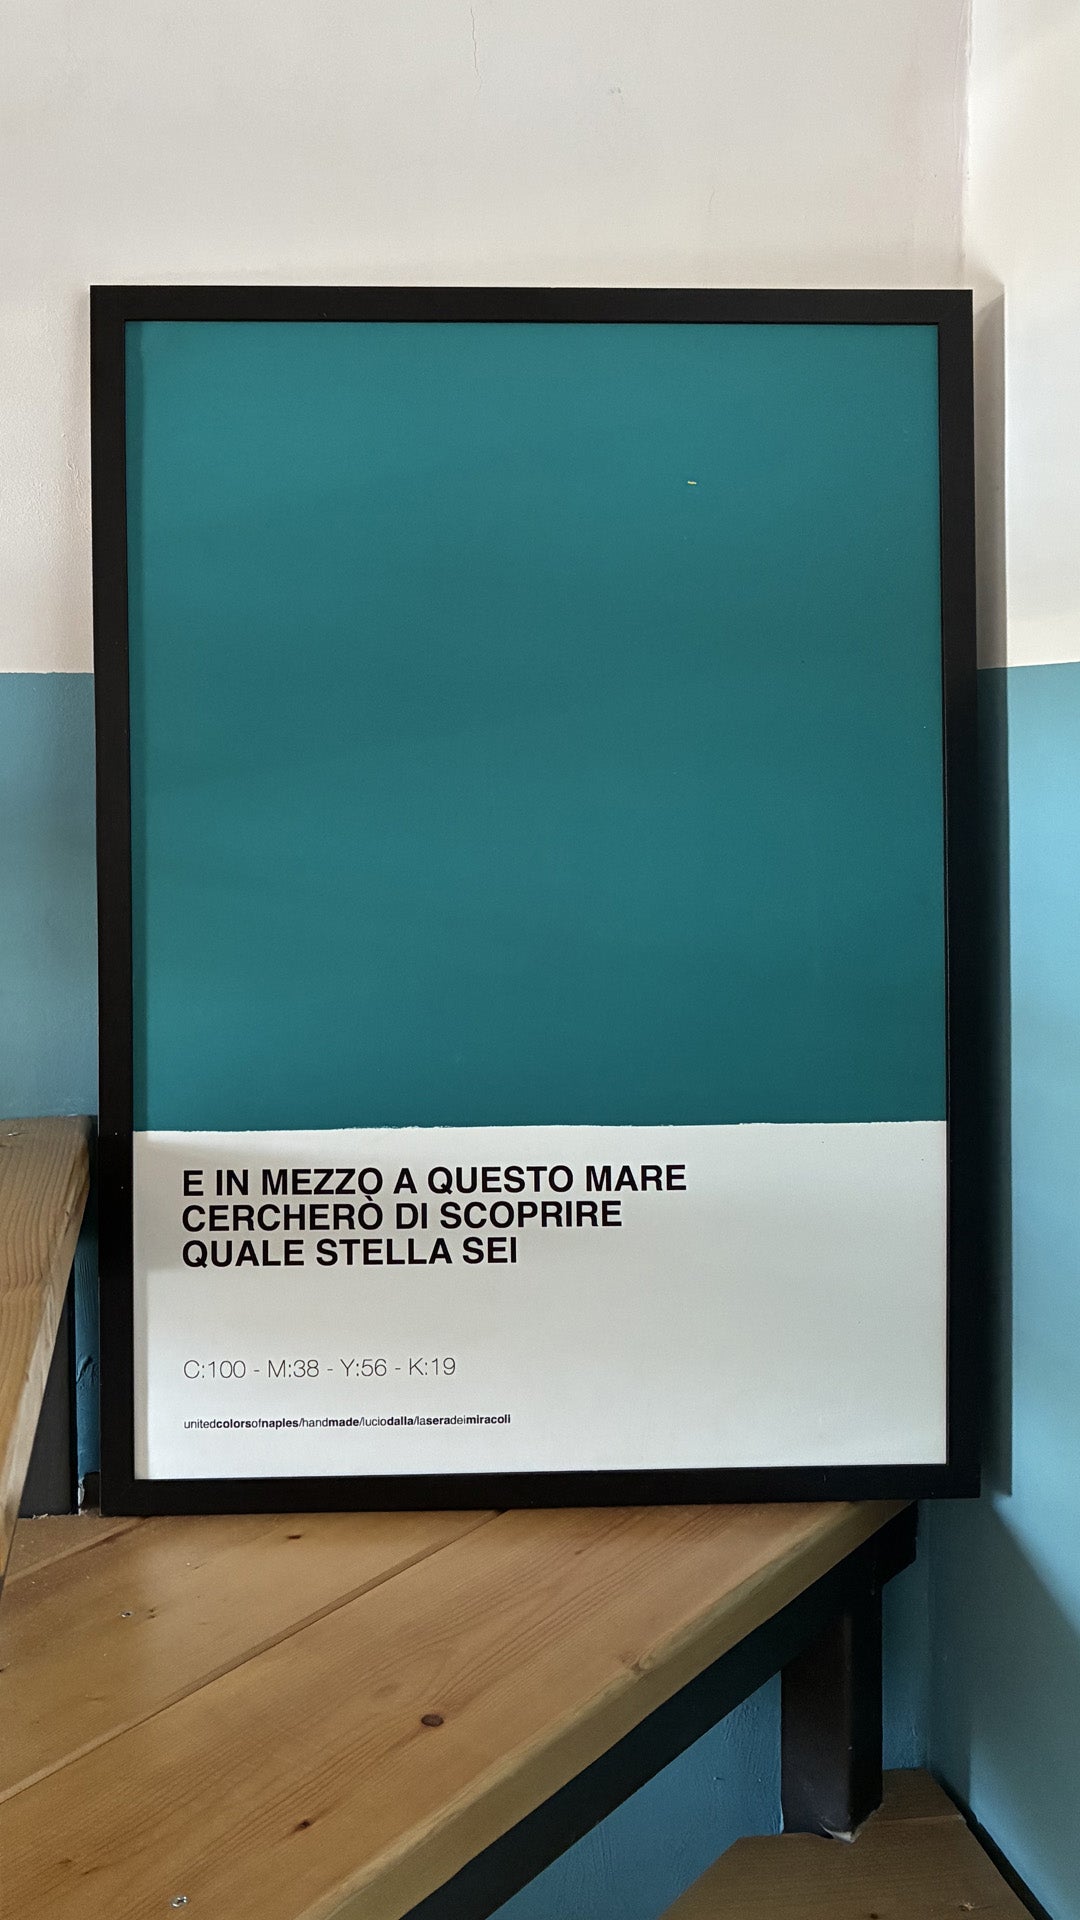 E IN MEZZO A QUESTO MARE
CERCHERÒ DI SCOPRIRE
QUALE STELLA SEI
C:100 - M:38 - Y:56 - K:19
unitedcolorsofnaples/handmade/luciodalla/laseradeimiracoli